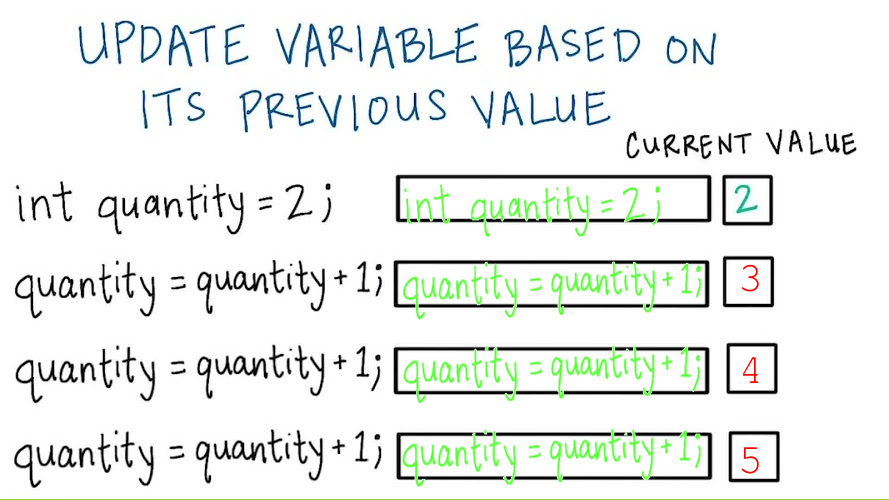 UPDATE VARIABLE BASED ON
ITS PREVIOUS VALUE
CURRENT VALUE
int quantity = 2; int quantity = 2; 2
quantity = quantity + 1; quantity = quantity + 1; 3
quantity = quantity + 1; quantity = quantity + 1; 4
quantity = quantity + 1; quantity = quantity + 1; 5